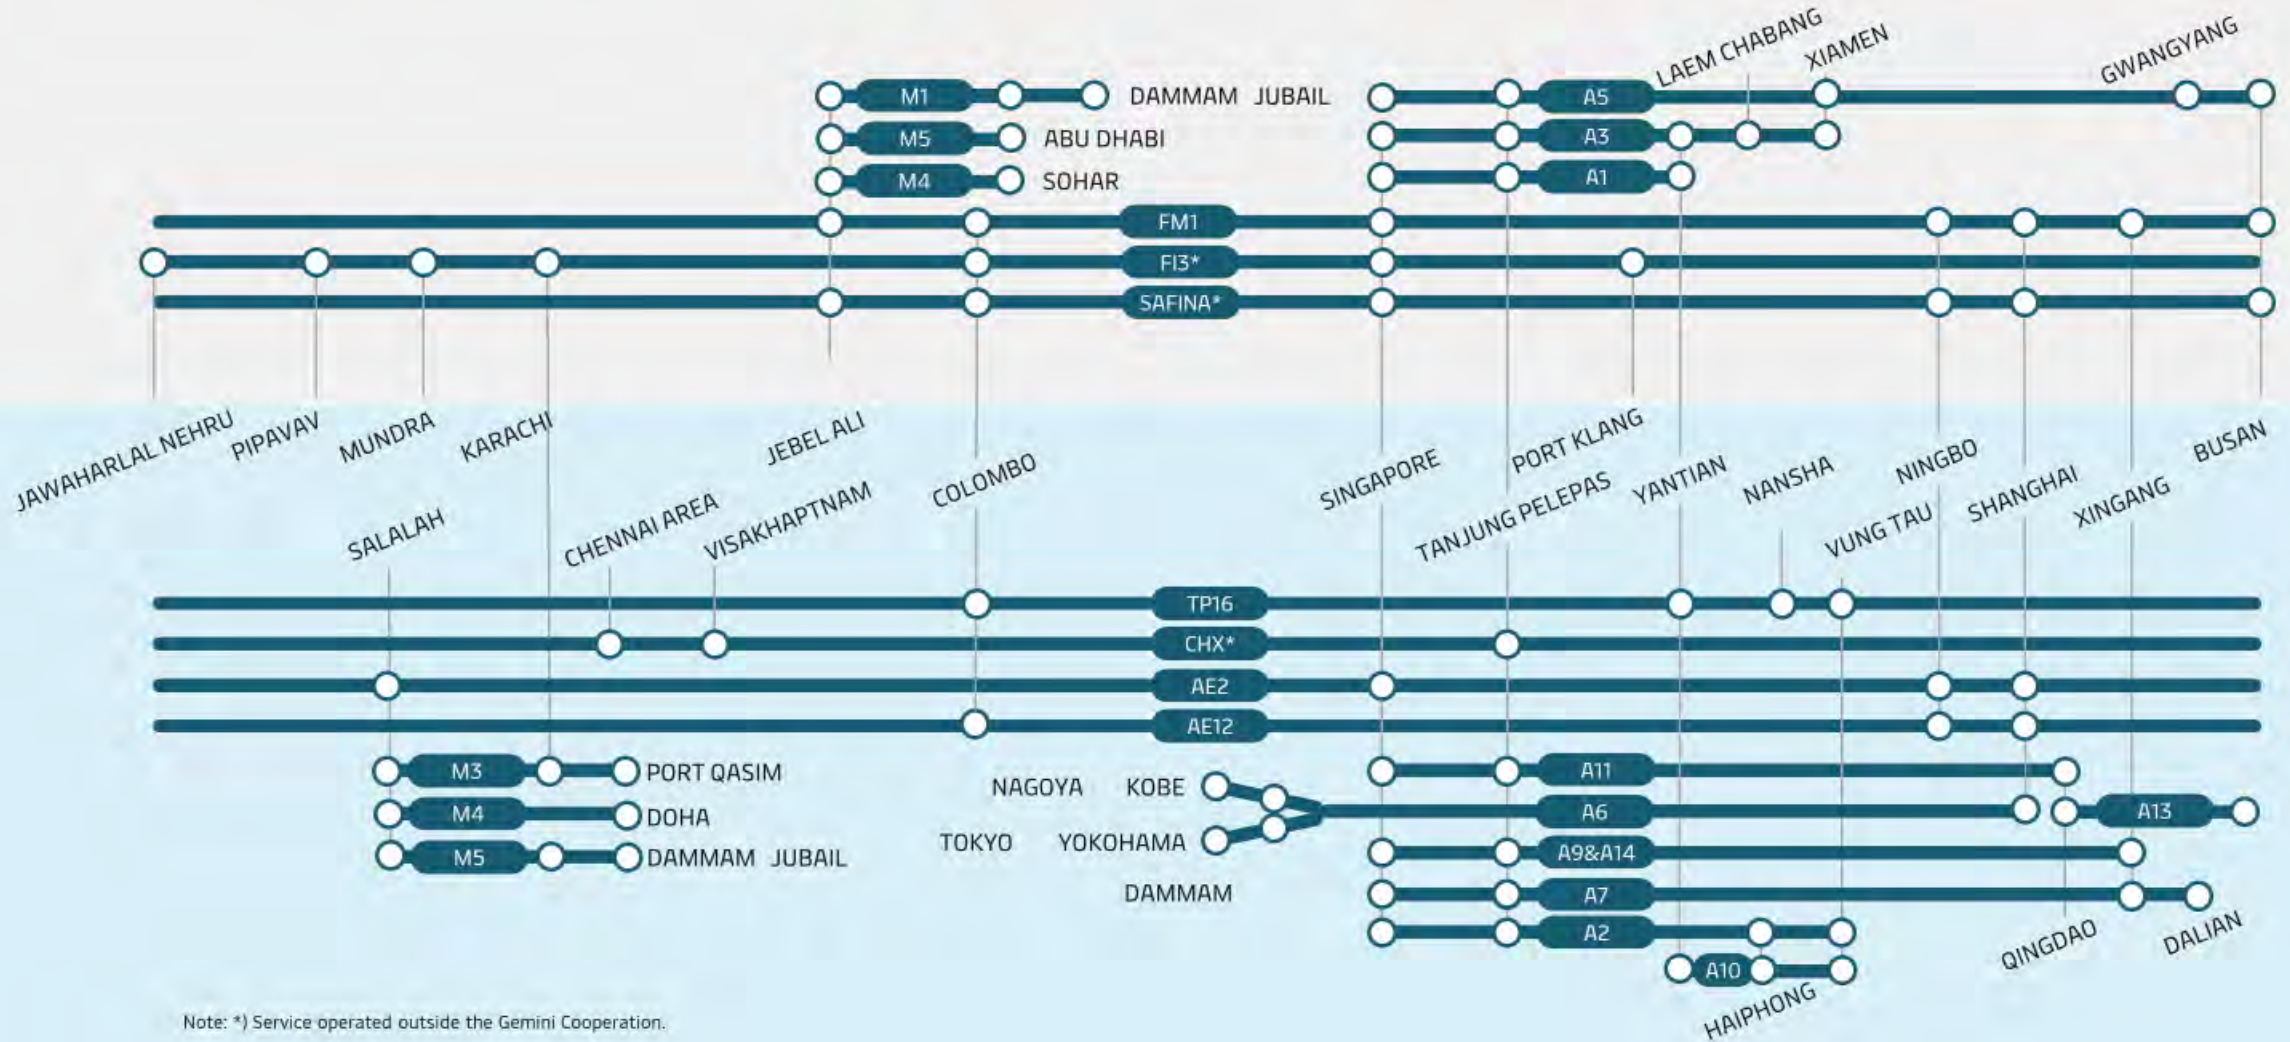 LAEM CHABANG
XIAMEN
GWANGYANG
M1
DAMMAM JUBAIL
A5
M5
ABU DHABI
A3
M4
SOHAR
A1
FM1
FI3*
SAFINA*
JAWAHARLAL NEHRU
PIPAVAV
MUNDRA
KARACHI
JEBEL ALI
COLOMBO
SINGAPORE
PORT KLANG
TANJUNG PELEPAS
YANTIAN
NANSHA
NINGBO
VUNG TAU
SHANGHAI
XINGANG
BUSAN
SALALAH
CHENNAI AREA
VISAKHAPTNAM
TP16
CHX*
AE2
AE12
M3
PORT QASIM
A11
NAGOYA KOBE
M4
DOHA
A6
A13
TOKYO YOKOHAMA
M5
DAMMAM JUBAIL
A9&A14
DAMMAM
A7
A2
QINGDAO
DALIAN
A10
HAIPHONG
Note: *) Service operated outside the Gemini Cooperation.